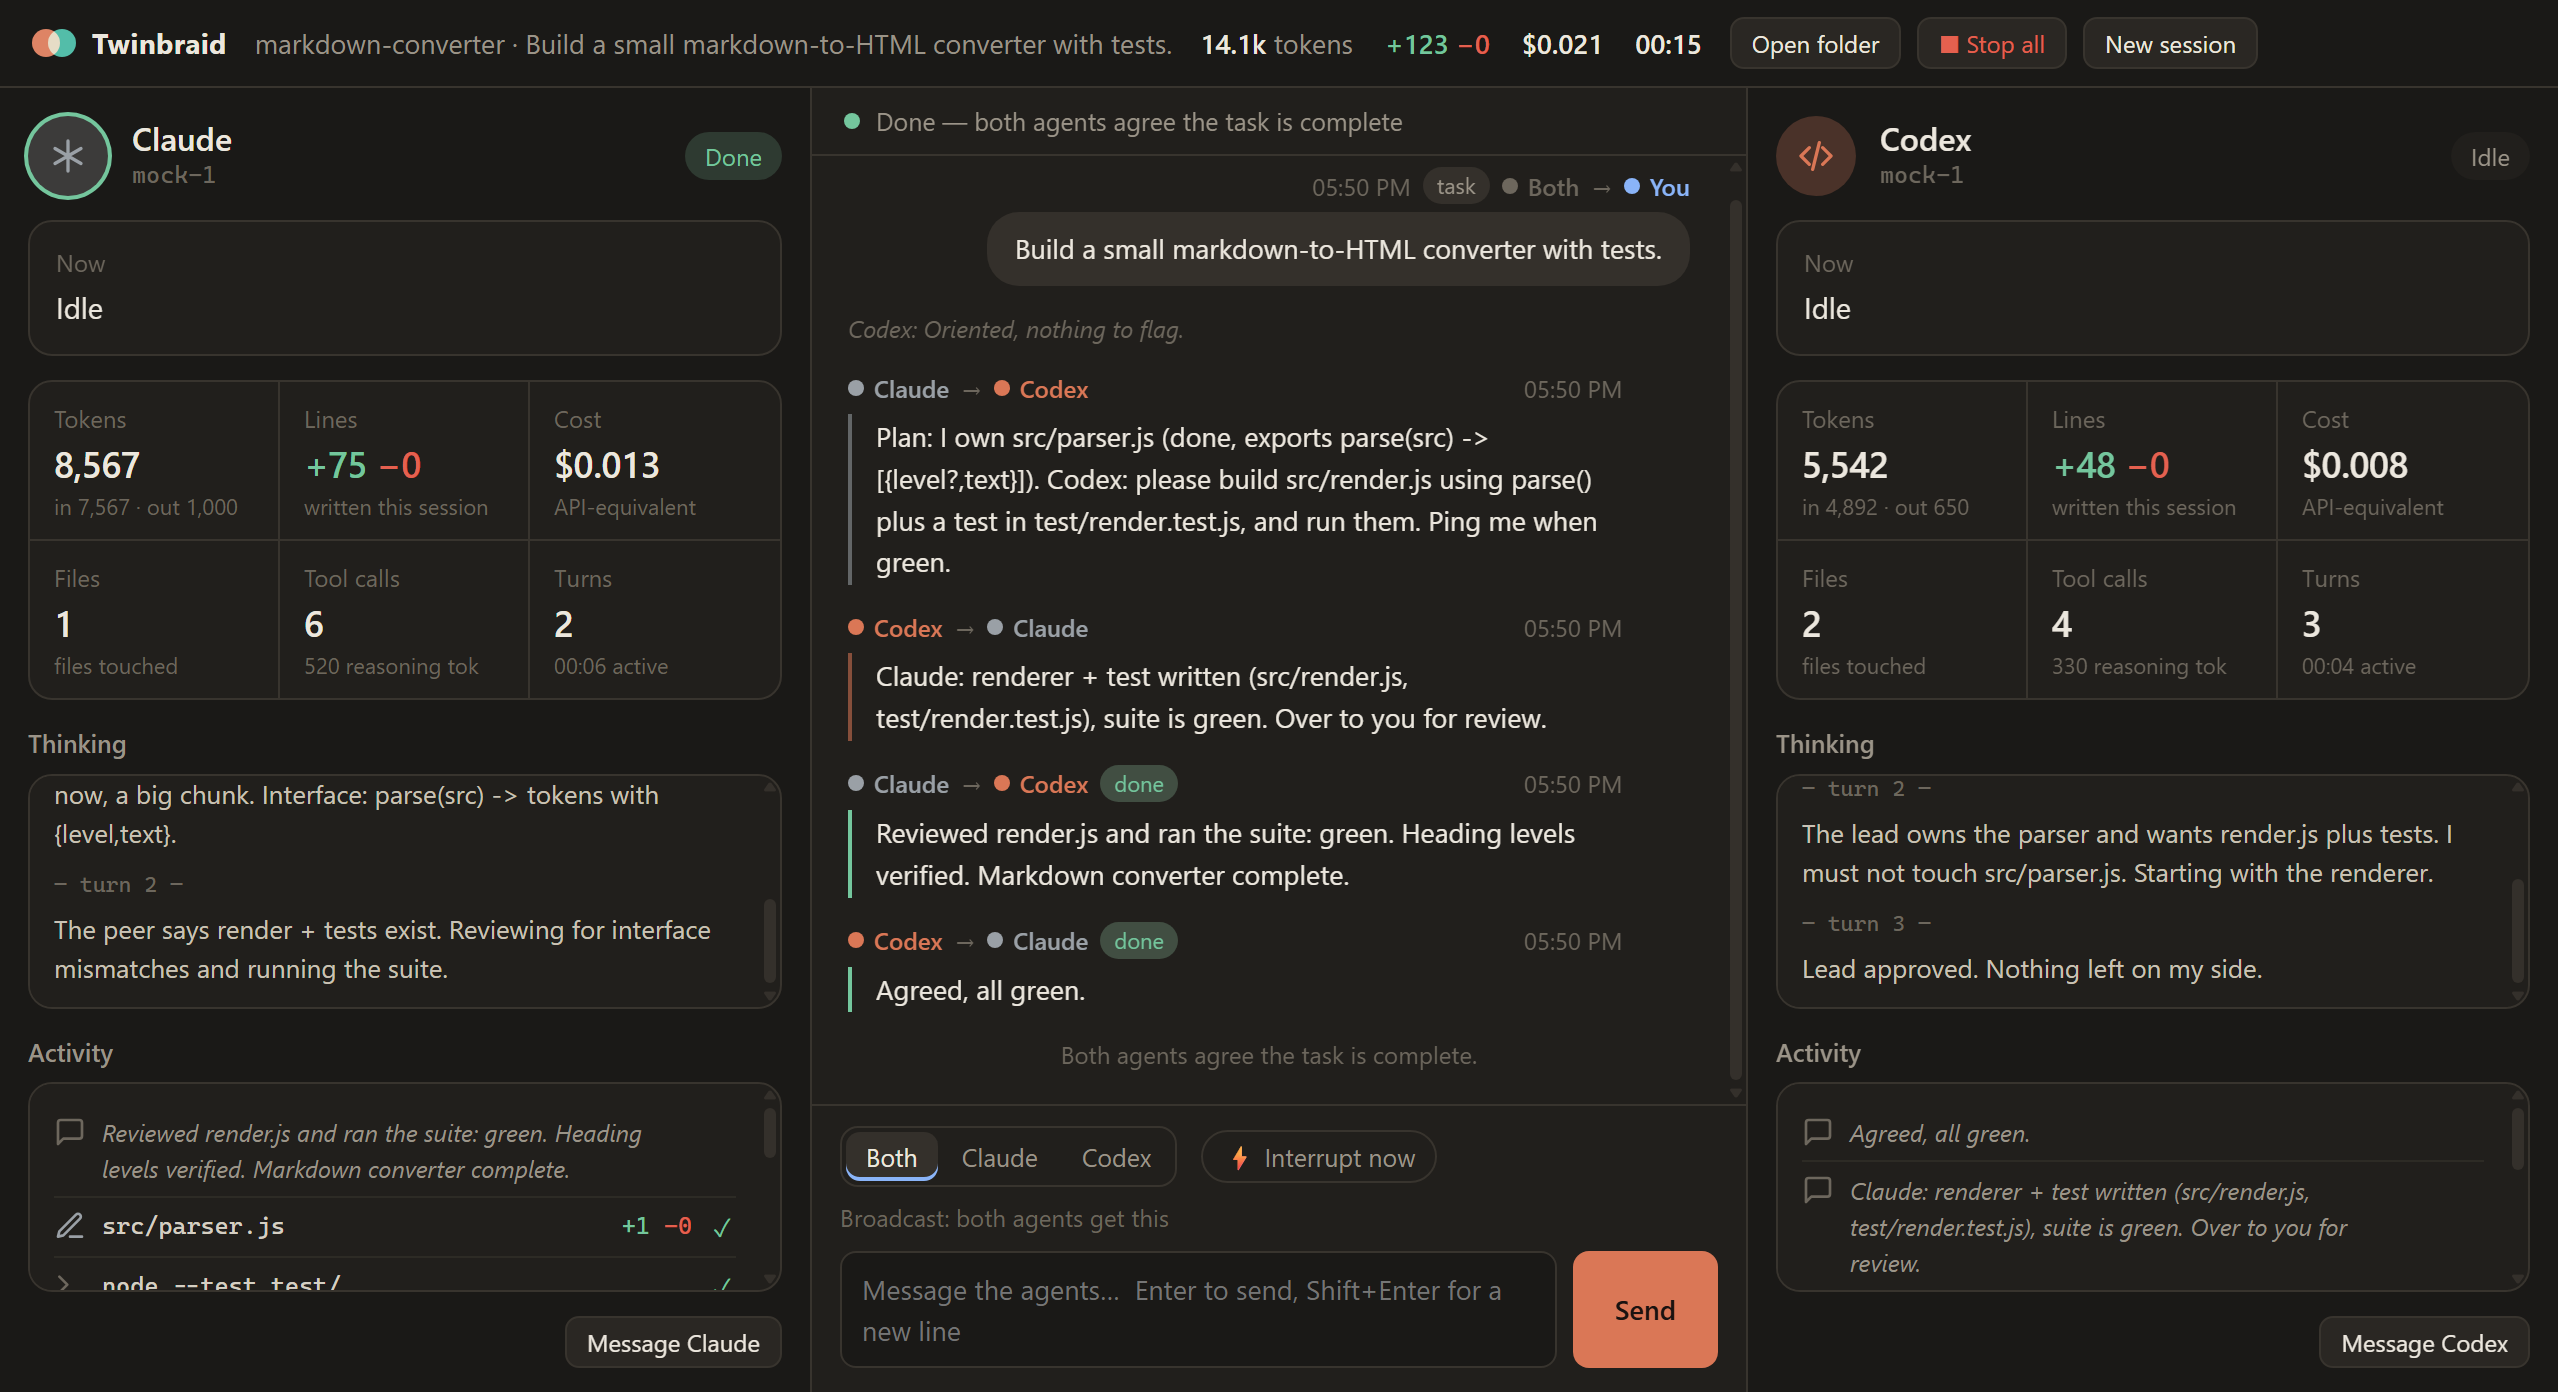 Twinbraid markdown-converter · Build a small markdown-to-HTML converter with tests. 14.1k tokens +123 −0 $0.021 00:15 Open folder Stop all New session
Claude
mock-1
Done
Now
Idle
Tokens
8,567
in 7,567 · out 1,000
Lines
+75 −0
written this session
Cost
$0.013
API-equivalent
Files
1
files touched
Tool calls
6
520 reasoning tok
Turns
2
00:06 active
Thinking
now, a big chunk. Interface: parse(src) -> tokens with
{level,text}.
— turn 2 —
The peer says render + tests exist. Reviewing for interface
mismatches and running the suite.
Activity
Reviewed render.js and ran the suite: green. Heading
levels verified. Markdown converter complete.
src/parser.js +1 −0 ✓
node --test test/ ✓
Message Claude
Done — both agents agree the task is complete
05:50 PM task Both → You
Build a small markdown-to-HTML converter with tests.
Codex: Oriented, nothing to flag.
Claude → Codex 05:50 PM
Plan: I own src/parser.js (done, exports parse(src) ->
[{level?,text}]). Codex: please build src/render.js using parse()
plus a test in test/render.test.js, and run them. Ping me when
green.
Codex → Claude 05:50 PM
Claude: renderer + test written (src/render.js,
test/render.test.js), suite is green. Over to you for review.
Claude → Codex done 05:50 PM
Reviewed render.js and ran the suite: green. Heading levels
verified. Markdown converter complete.
Codex → Claude done 05:50 PM
Agreed, all green.
Both agents agree the task is complete.
Both Claude Codex Interrupt now
Broadcast: both agents get this
Message the agents… Enter to send, Shift+Enter for a
new line
Send
Codex
mock-1
Idle
Now
Idle
Tokens
5,542
in 4,892 · out 650
Lines
+48 −0
written this session
Cost
$0.008
API-equivalent
Files
2
files touched
Tool calls
4
330 reasoning tok
Turns
3
00:04 active
Thinking
— turn 2 —
The lead owns the parser and wants render.js plus tests. I
must not touch src/parser.js. Starting with the renderer.
— turn 3 —
Lead approved. Nothing left on my side.
Activity
Agreed, all green.
Claude: renderer + test written (src/render.js,
test/render.test.js), suite is green. Over to you for
review.
Message Codex